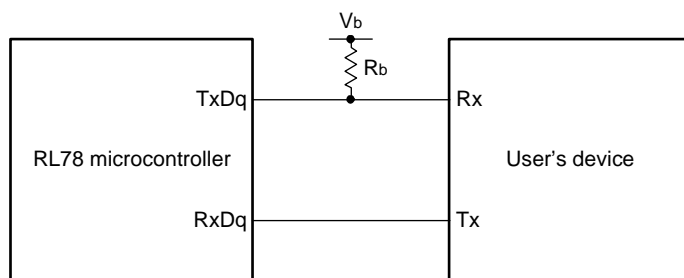 Vb
Rb
TxDq
Rx
RL78 microcontroller
User's device
RxDq
Tx